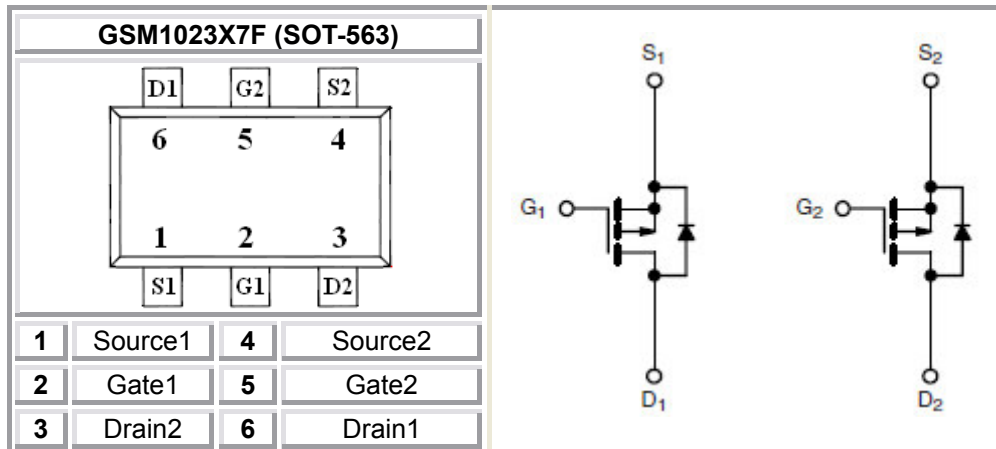 GSM1023X7F (SOT-563)
D1 G2 S2
6 5 4
1 2 3
S1 G1 D2
1 Source1 4 Source2
2 Gate1 5 Gate2
3 Drain2 6 Drain1
S1 S2
G1 G2
D1 D2